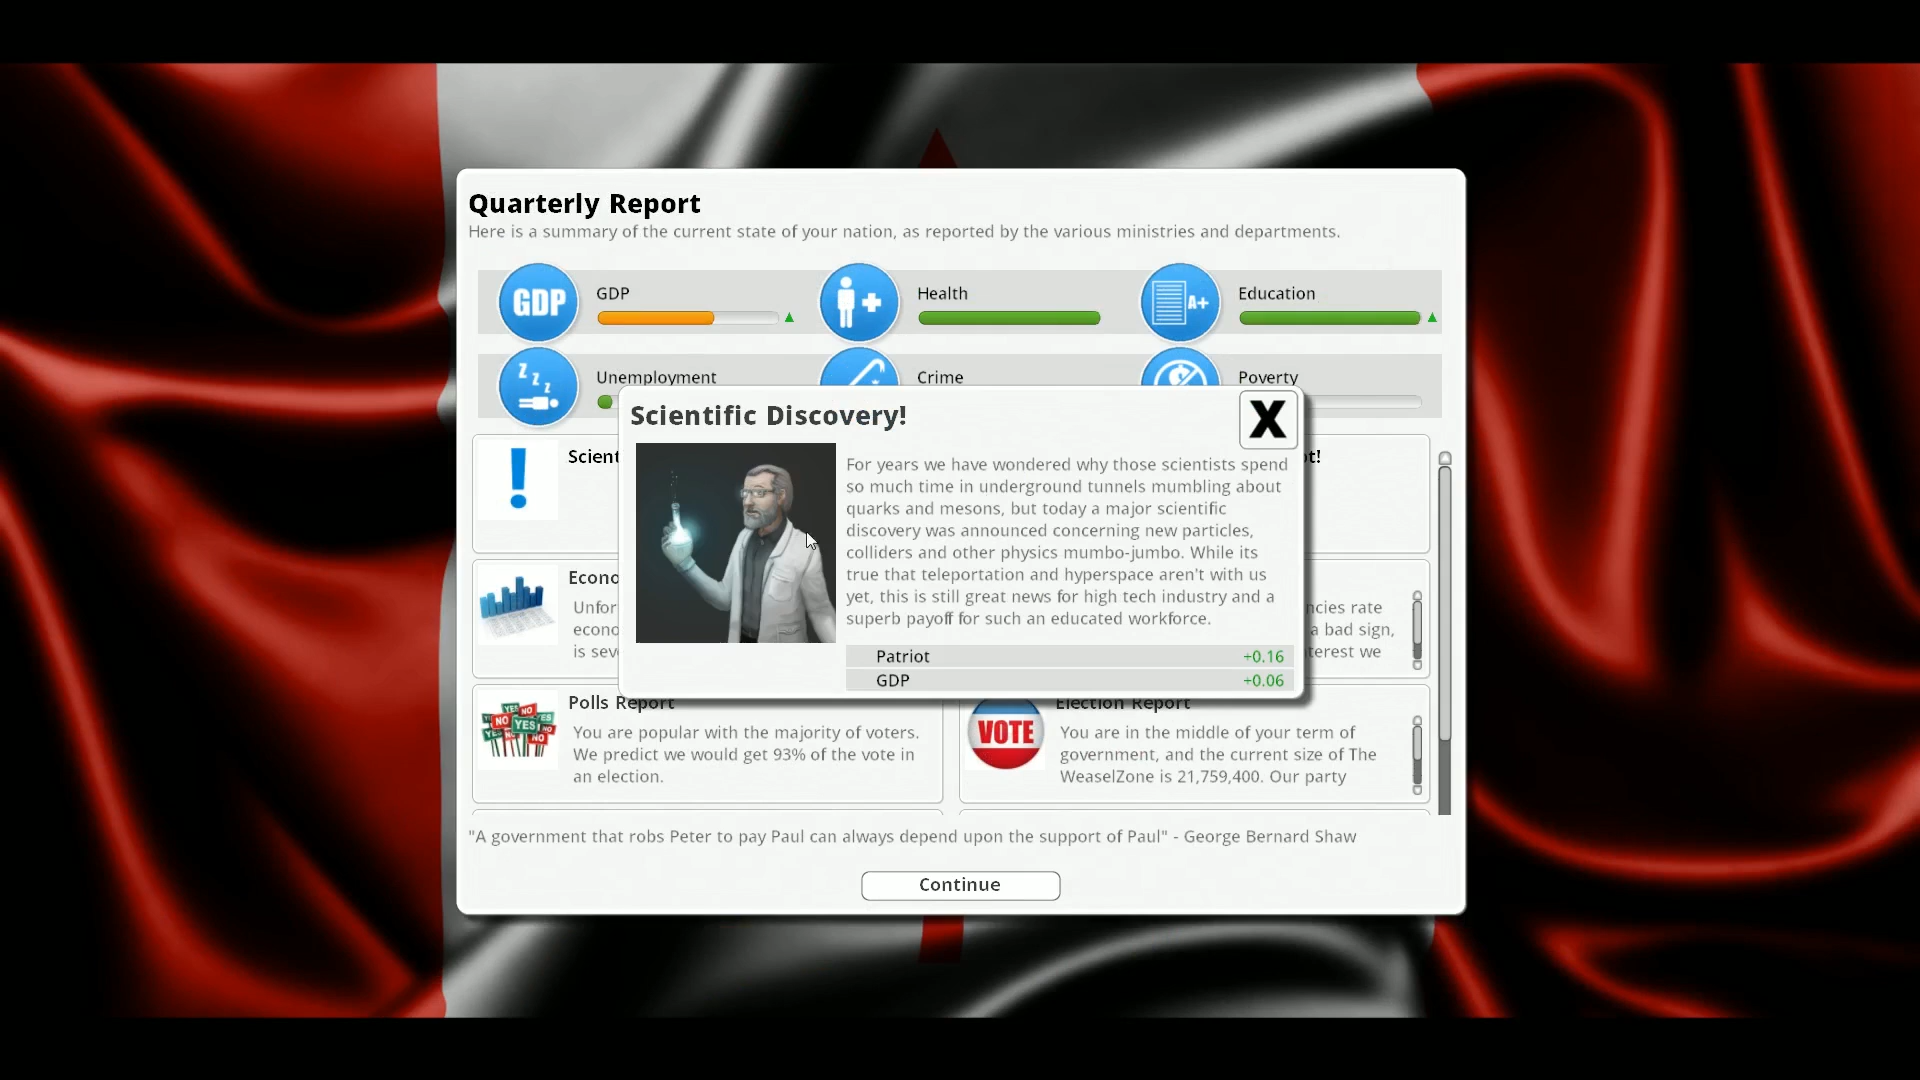 Quarterly Report
Here is a summary of the current state of your nation, as reported by the various ministries and departments.
GDP
GDP
Health
A+
Education
Z Z Z
Unemployment
Crime
Poverty
Scientific Discovery!
X
For years we have wondered why those scientists spend
so much time in underground tunnels mumbling about
quarks and mesons, but today a major scientific
discovery was announced concerning new particles,
colliders and other physics mumbo-jumbo. While its
true that teleportation and hyperspace aren't with us
yet, this is still great news for high tech industry and a
superb payoff for such an educated workforce.
Patriot +0.16
GDP +0.06
Scient
t!
Econo
Unfor
econo
is sev
ncies rate
a bad sign,
terest we
YES NO YES NO YES NO
Polls Report
You are popular with the majority of voters.
We predict we would get 93% of the vote in
an election.
VOTE
Election Report
You are in the middle of your term of
government, and the current size of The
WeaselZone is 21,759,400. Our party
"A government that robs Peter to pay Paul can always depend upon the support of Paul" - George Bernard Shaw
Continue